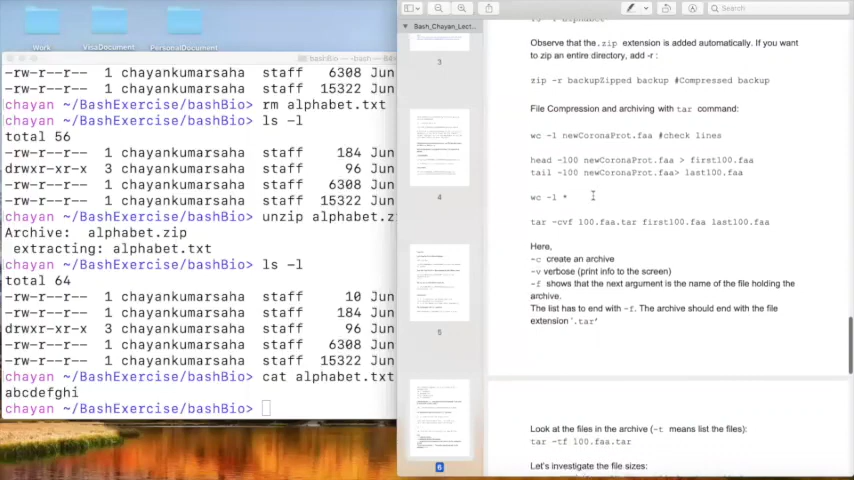 Work
VisaDocument
PersonalDocument
bashBio — -bash — 84×
-rw-r--r-- 1 chayankumarsaha staff 6308 Jun
-rw-r--r-- 1 chayankumarsaha staff 15322 Jun
chayan ~/BashExercise/bashBio> rm alphabet.txt
chayan ~/BashExercise/bashBio> ls -l
total 56
-rw-r--r-- 1 chayankumarsaha staff 184 Jun
drwxr-xr-x 3 chayankumarsaha staff 96 Jun
-rw-r--r-- 1 chayankumarsaha staff 6308 Jun
-rw-r--r-- 1 chayankumarsaha staff 15322 Jun
chayan ~/BashExercise/bashBio> unzip alphabet.z
Archive: alphabet.zip
extracting: alphabet.txt
chayan ~/BashExercise/bashBio> ls -l
total 64
-rw-r--r-- 1 chayankumarsaha staff 10 Jun
-rw-r--r-- 1 chayankumarsaha staff 184 Jun
drwxr-xr-x 3 chayankumarsaha staff 96 Jun
-rw-r--r-- 1 chayankumarsaha staff 6308 Jun
-rw-r--r-- 1 chayankumarsaha staff 15322 Jun
chayan ~/BashExercise/bashBio> cat alphabet.txt
abcdefghi
chayan ~/BashExercise/bashBio>
Search
Bash_Chayan_Lect...
3
4
5
6
Observe that the.zip extension is added automatically. If you want
to zip an entire directory, add -r :
zip -r backupZipped backup #Compressed backup
File Compression and archiving with tar command:
wc -l newCoronaProt.faa #check lines
head -100 newCoronaProt.faa > first100.faa
tail -100 newCoronaProt.faa> last100.faa
wc -l *
tar -cvf 100.faa.tar first100.faa last100.faa
Here,
-c create an archive
-v verbose (print info to the screen)
-f shows that the next argument is the name of the file holding the
archive.
The list has to end with -f. The archive should end with the file
extension '.tar'
Look at the files in the archive (-t means list the files):
tar -tf 100.faa.tar
Let's investigate the file sizes: